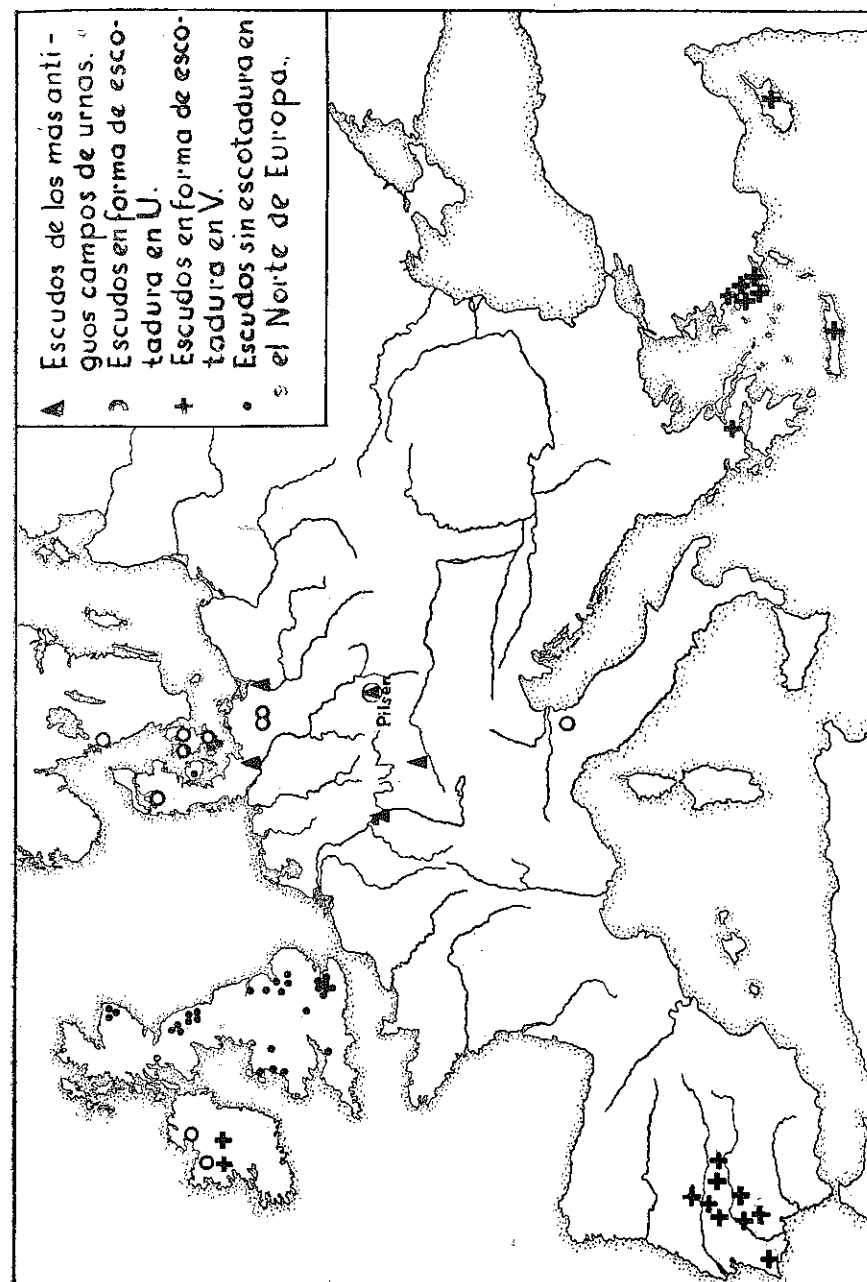 Escudos de los más anti-
guos campos de urnas.
Escudos en forma de esco-
tadura en U.
Escudos en forma de esco-
tadura en V.
Escudos sin escotadura en
el Norte de Europa.
Pilsen